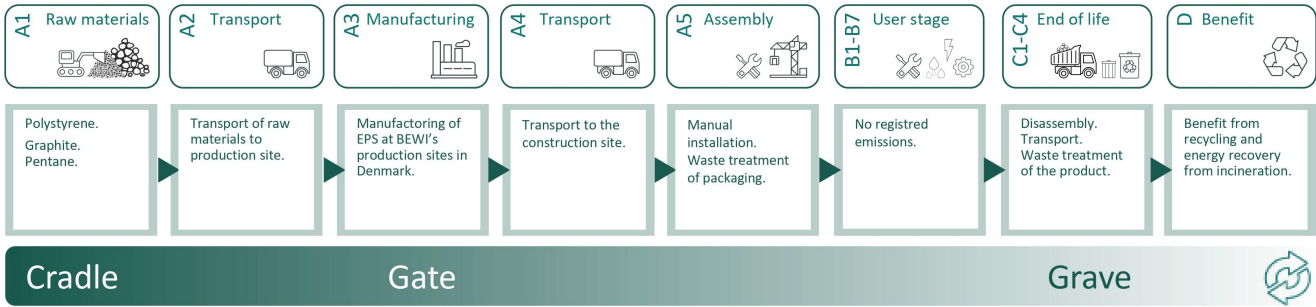 A1 Raw materials
A2 Transport
A3 Manufacturing
A4 Transport
A5 Assembly
B1-B7 User stage
C1-C4 End of life
D Benefit
Polystyrene.
Graphite.
Pentane.
Transport of raw
materials to
production site.
Manufactoring of
EPS at BEWI's
production sites in
Denmark.
Transport to the
construction site.
Manual
installation.
Waste treatment
of packaging.
No registred
emissions.
Disassembly.
Transport.
Waste treatment
of the product.
Benefit from
recycling and
energy recovery
from incineration.
Cradle
Gate
Grave